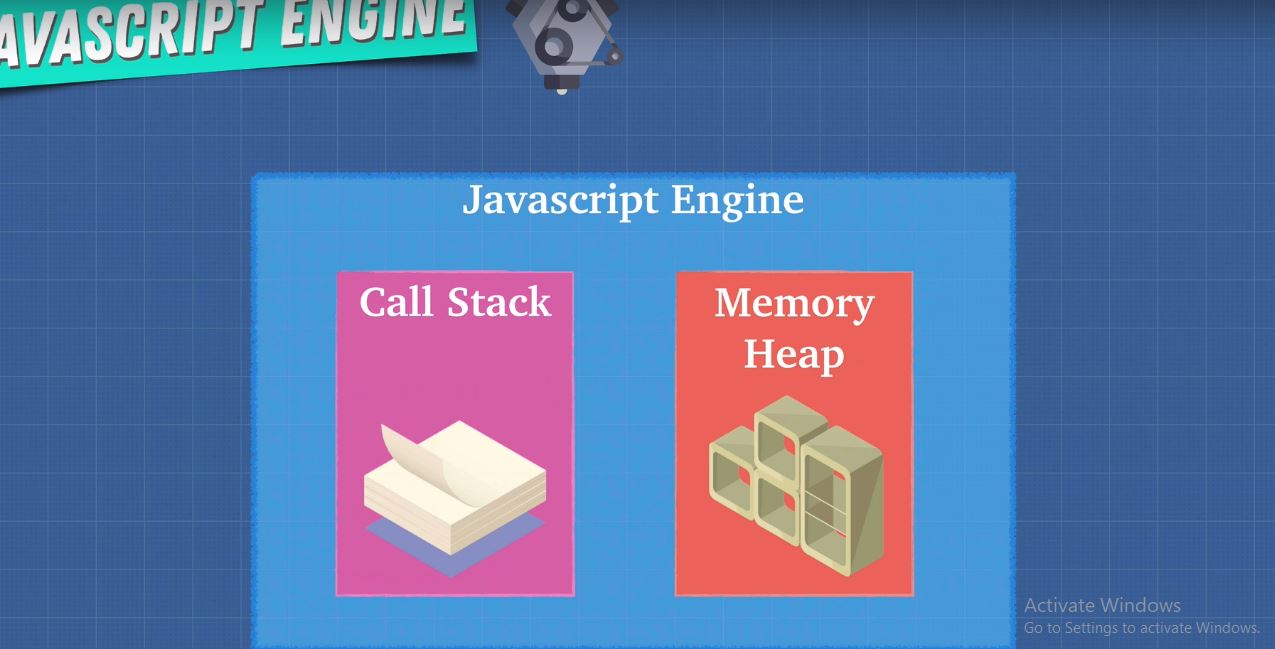 AVASCRIPT ENGINE
Javascript Engine
Call Stack
Memory
Heap
Activate Windows
Go to Settings to activate Windows.